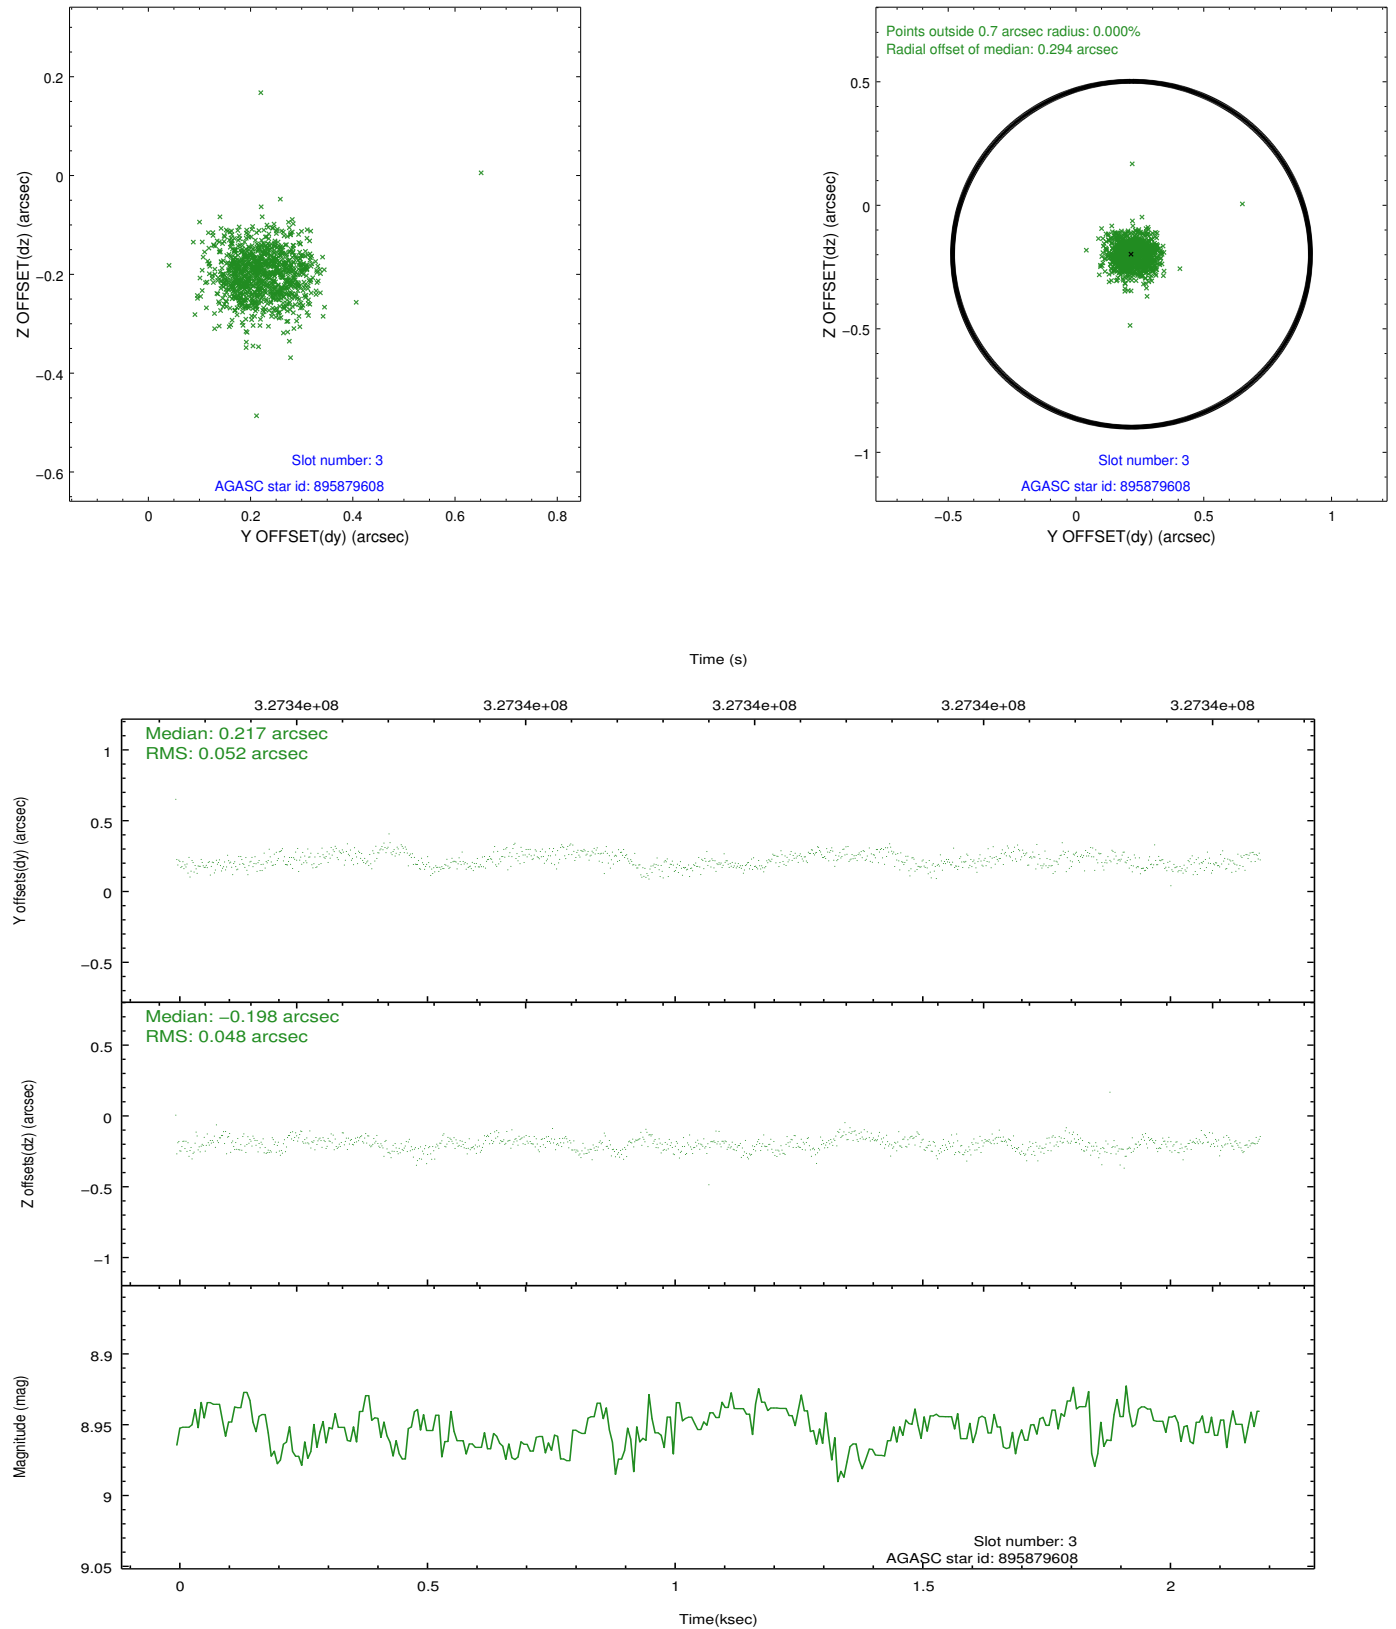 0.2
0
−0.2
−0.4
−0.6
Z OFFSET(dz) (arcsec)
Slot number: 3
AGASC star id: 895879608
0 0.2 0.4 0.6 0.8
Y OFFSET(dy) (arcsec)
Points outside 0.7 arcsec radius: 0.000%
Radial offset of median: 0.294 arcsec
0.5
0
−0.5
−1
Z OFFSET(dz) (arcsec)
Slot number: 3
AGASC star id: 895879608
−0.5 0 0.5 1
Y OFFSET(dy) (arcsec)
Time (s)
3.2734e+08 3.2734e+08 3.2734e+08 3.2734e+08 3.2734e+08
Median: 0.217 arcsec
RMS: 0.052 arcsec
1
0.5
0
−0.5
Y offsets(dy) (arcsec)
Median: −0.198 arcsec
RMS: 0.048 arcsec
0.5
0
−0.5
−1
Z offsets(dz) (arcsec)
8.9
8.95
9
9.05
Magnitude (mag)
Slot number: 3
AGASC star id: 895879608
0 0.5 1 1.5 2
Time(ksec)